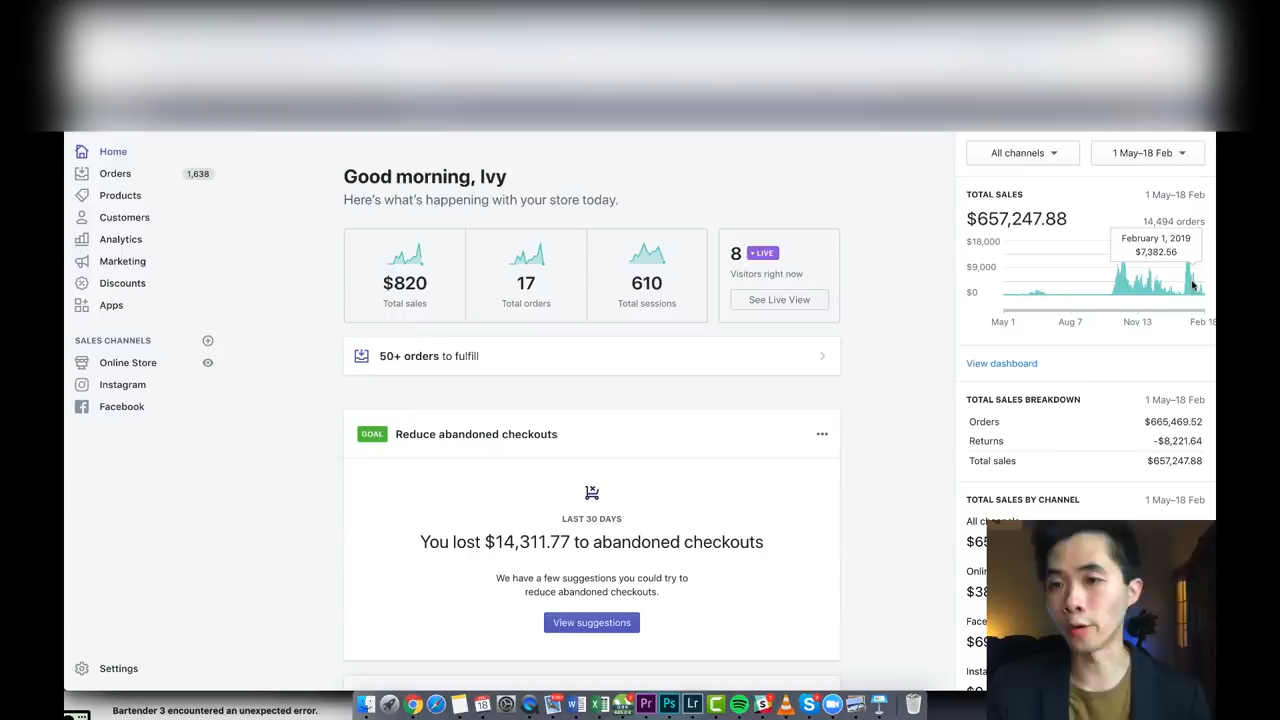 Home
Orders
1,638
Products
Customers
Analytics
Marketing
Discounts
Apps
SALES CHANNELS
Online Store
Instagram
Facebook
Settings
Good morning, Ivy
Here's what's happening with your store today.
$820
Total sales
17
Total orders
610
Total sessions
8 • LIVE
Visitors right now
See Live View
50+ orders to fulfill
GOAL Reduce abandoned checkouts
LAST 30 DAYS
You lost $14,311.77 to abandoned checkouts
We have a few suggestions you could try to
reduce abandoned checkouts.
View suggestions
All channels
1 May–18 Feb
TOTAL SALES 1 May–18 Feb
$657,247.88 14,494 orders
$18,000
February 1, 2019
$7,382.56
$9,000
$0
May 1 Aug 7 Nov 13 Feb 18
View dashboard
TOTAL SALES BREAKDOWN 1 May–18 Feb
Orders $665,469.52
Returns -$8,221.64
Total sales $657,247.88
TOTAL SALES BY CHANNEL 1 May–18 Feb
Bartender 3 encountered an unexpected error.
18
Pr
Ps
Lr